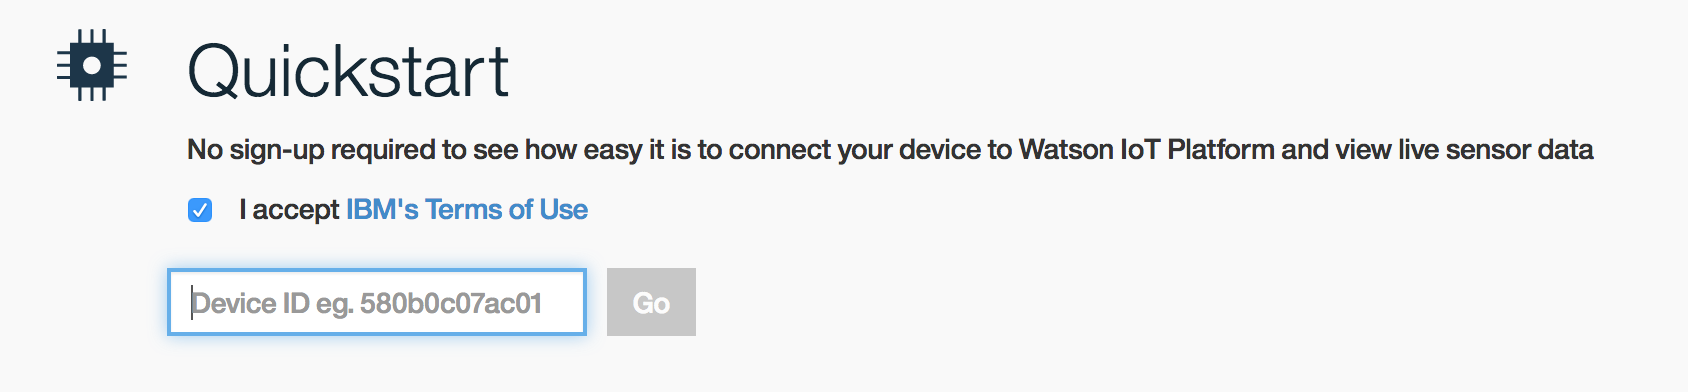 Quickstart
No sign-up required to see how easy it is to connect your device to Watson IoT Platform and view live sensor data
I accept IBM's Terms of Use
Device ID eg. 580b0c07ac01
Go